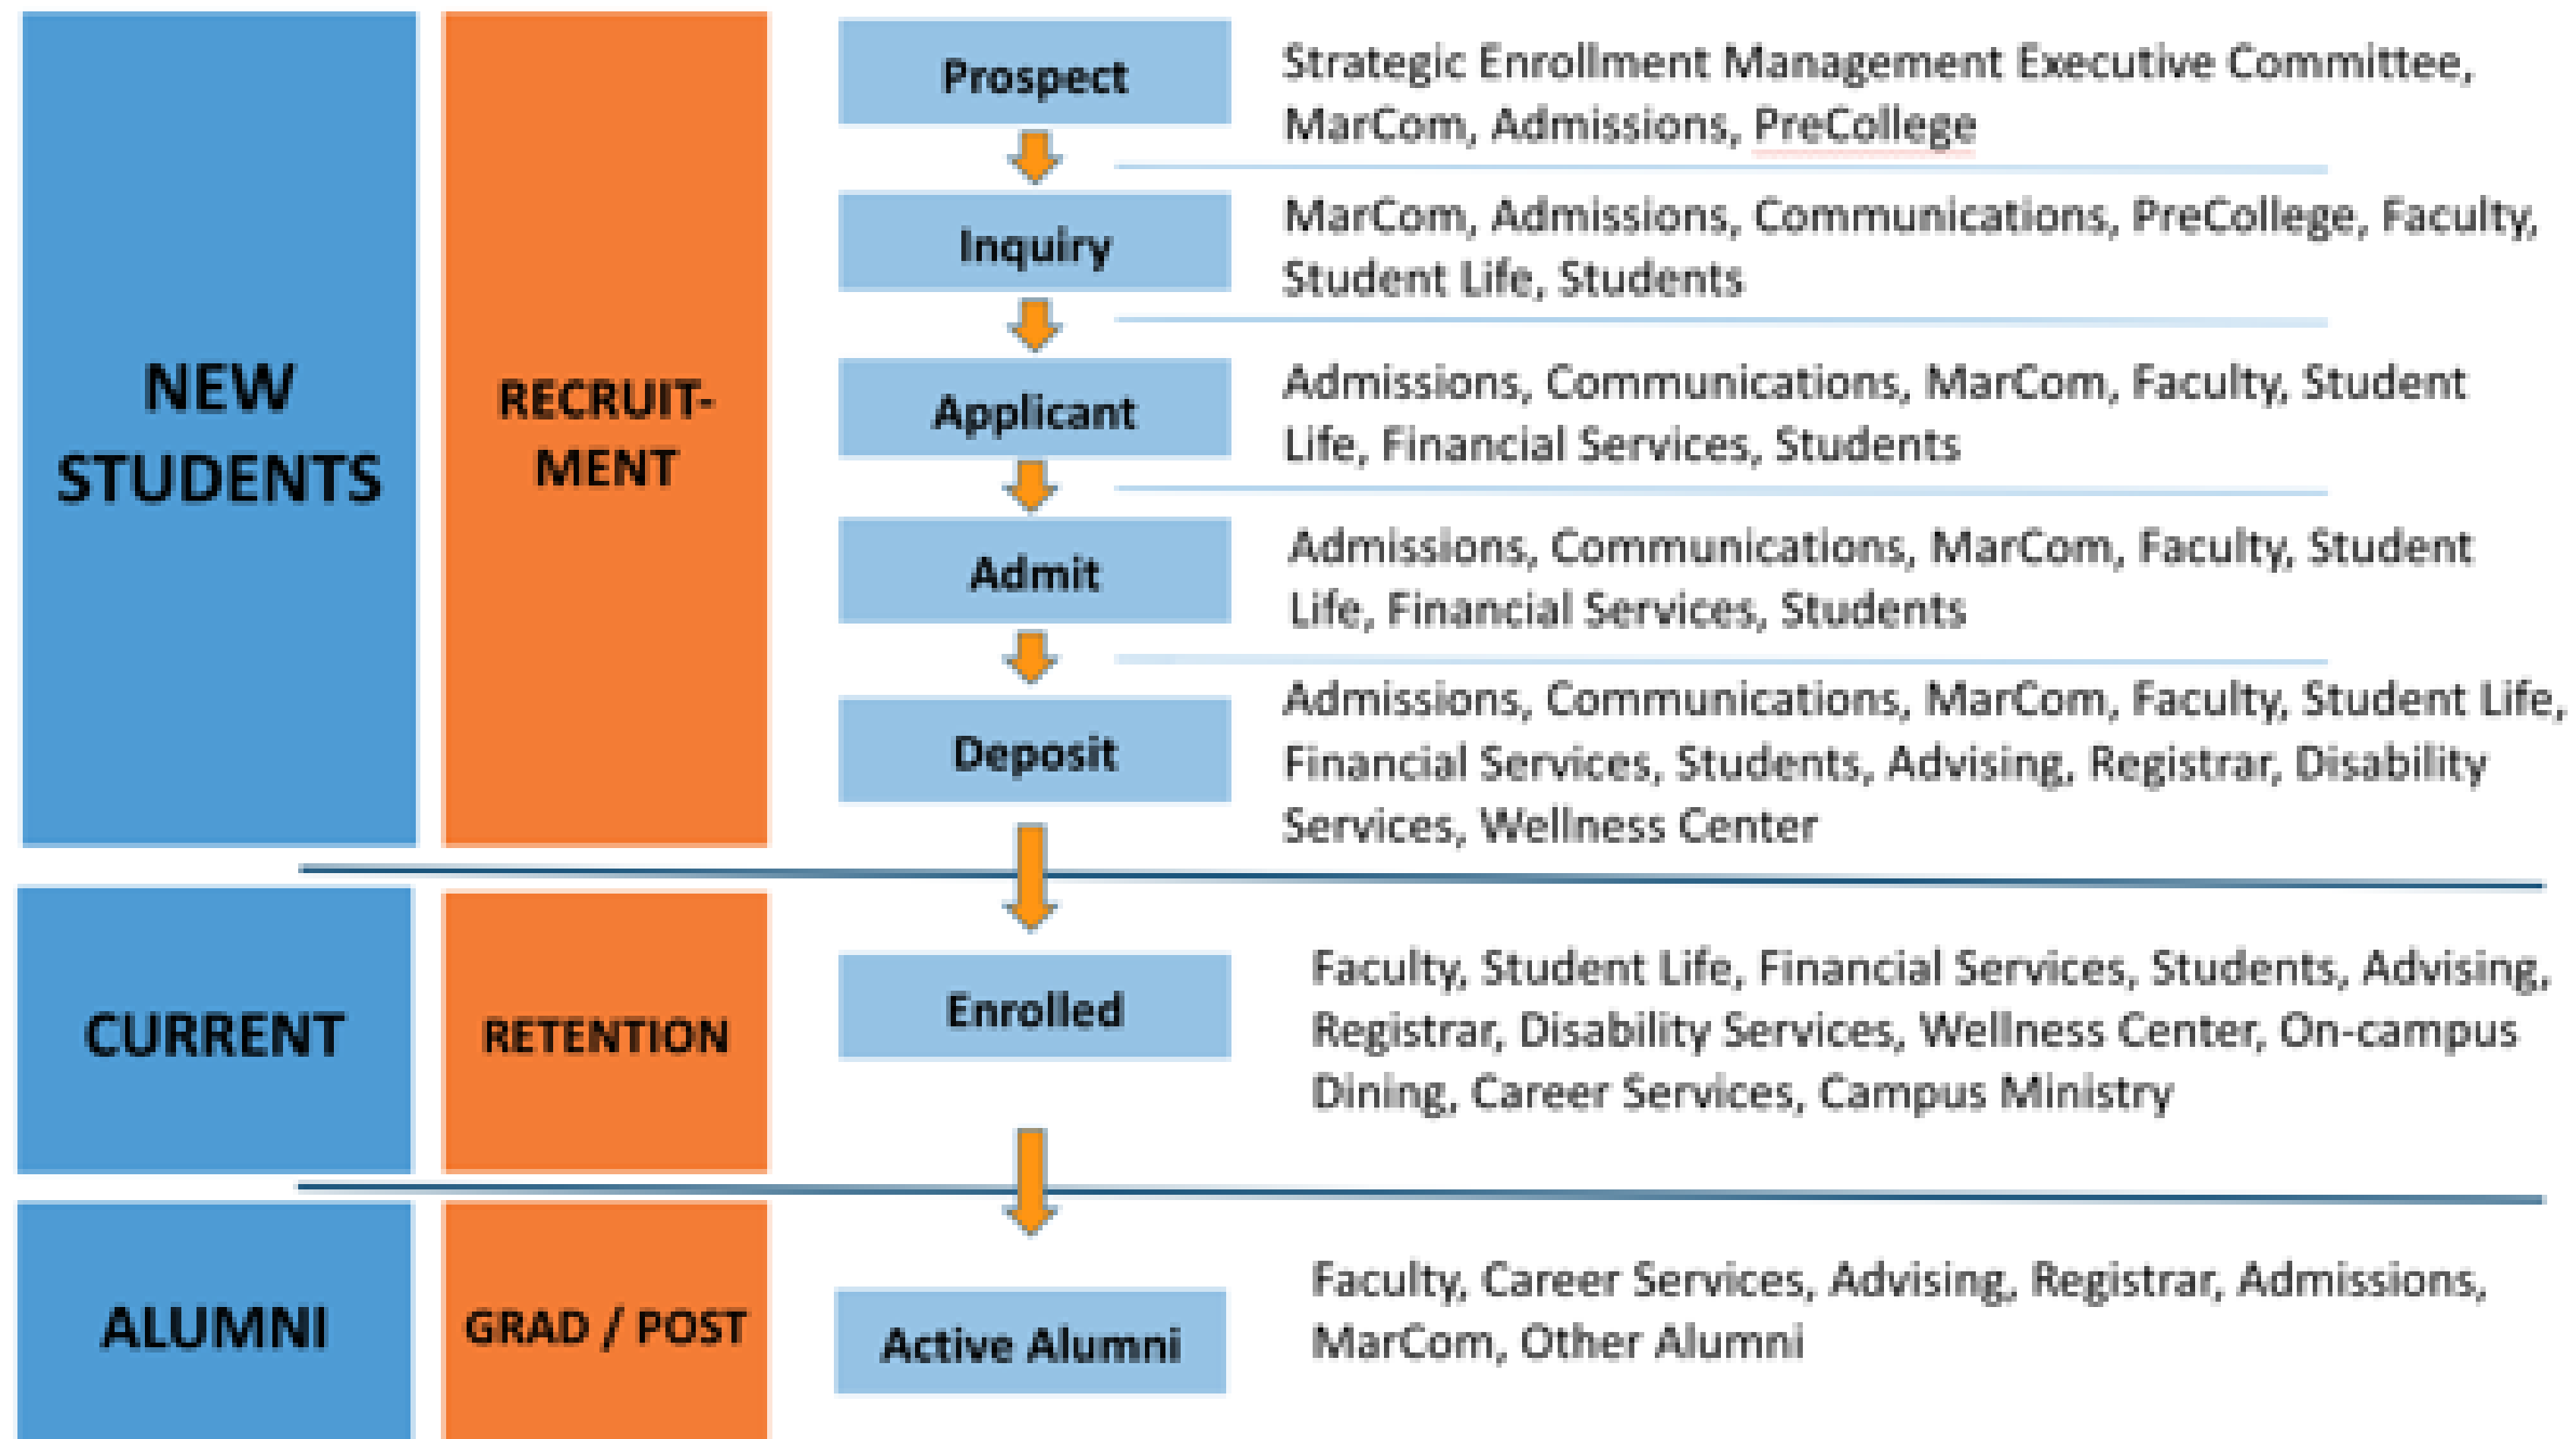 NEW
STUDENTS
RECRUIT-
MENT
Prospect
Strategic Enrollment Management Executive Committee,
MarCom, Admissions, PreCollege
Inquiry
MarCom, Admissions, Communications, PreCollege, Faculty,
Student Life, Students
Applicant
Admissions, Communications, MarCom, Faculty, Student
Life, Financial Services, Students
Admit
Admissions, Communications, MarCom, Faculty, Student
Life, Financial Services, Students
Deposit
Admissions, Communications, MarCom, Faculty, Student Life,
Financial Services, Students, Advising, Registrar, Disability
Services, Wellness Center
CURRENT
RETENTION
Enrolled
Faculty, Student Life, Financial Services, Students, Advising,
Registrar, Disability Services, Wellness Center, On-campus
Dining, Career Services, Campus Ministry
ALUMNI
GRAD / POST
Active Alumni
Faculty, Career Services, Advising, Registrar, Admissions,
MarCom, Other Alumni